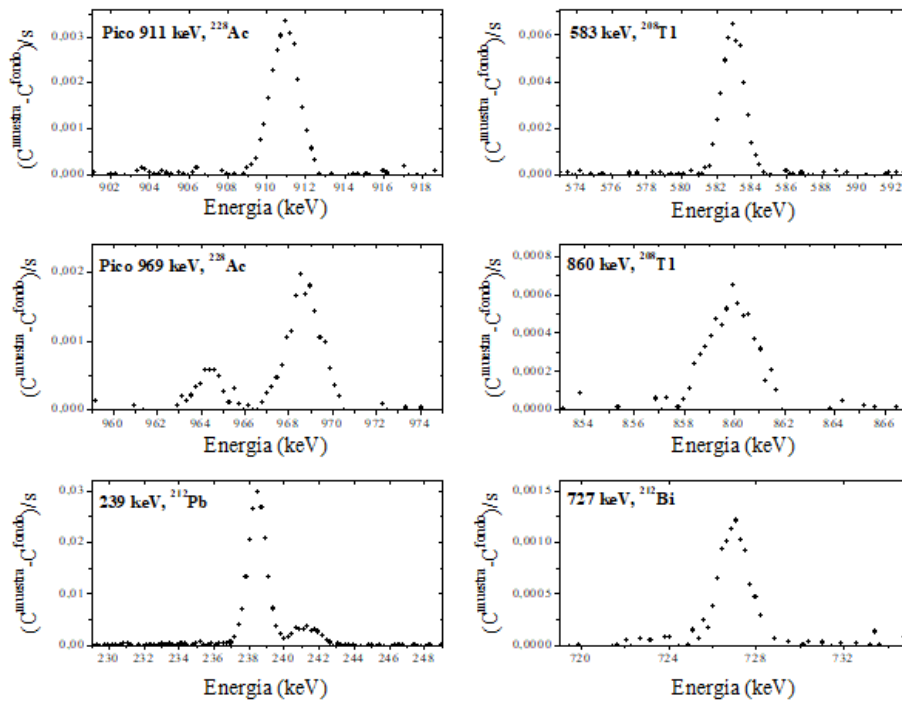 Pico 911 keV, ²²⁸Ac
(Cᵐᵘᵉˢᵗʳᵃ-Cᶠᵒⁿᵈᵒ)/s
0,003
0,002
0,001
0,000
902 904 906 908 910 912 914 916 918
Energia (keV)
583 keV, ²⁰⁸Tl
(Cᵐᵘᵉˢᵗʳᵃ-Cᶠᵒⁿᵈᵒ)/s
0,006
0,002
0,004
0,000
574 576 578 580 582 584 586 588 590 592
Energia (keV)
Pico 969 keV, ²²⁸Ac
(Cᵐᵘᵉˢᵗʳᵃ-Cᶠᵒⁿᵈᵒ)/s
0,002
0,001
0,000
960 962 964 966 968 970 972 974
Energia (keV)
860 keV, ²⁰⁸Tl
(Cᵐᵘᵉˢᵗʳᵃ-Cᶠᵒⁿᵈᵒ)/s
0,0008
0,0006
0,0004
0,0002
0,0000
854 856 858 860 862 864 866
Energia (keV)
239 keV, ²¹²Pb
(Cᵐᵘᵉˢᵗʳᵃ-Cᶠᵒⁿᵈᵒ)/s
0,03
0,02
0,01
0,00
230 232 234 236 238 240 242 244 246 248
Energia (keV)
727 keV, ²¹²Bi
(Cᵐᵘᵉˢᵗʳᵃ-Cᶠᵒⁿᵈᵒ)/s
0,0015
0,0010
0,0005
0,0000
720 724 728 732
Energia (keV)